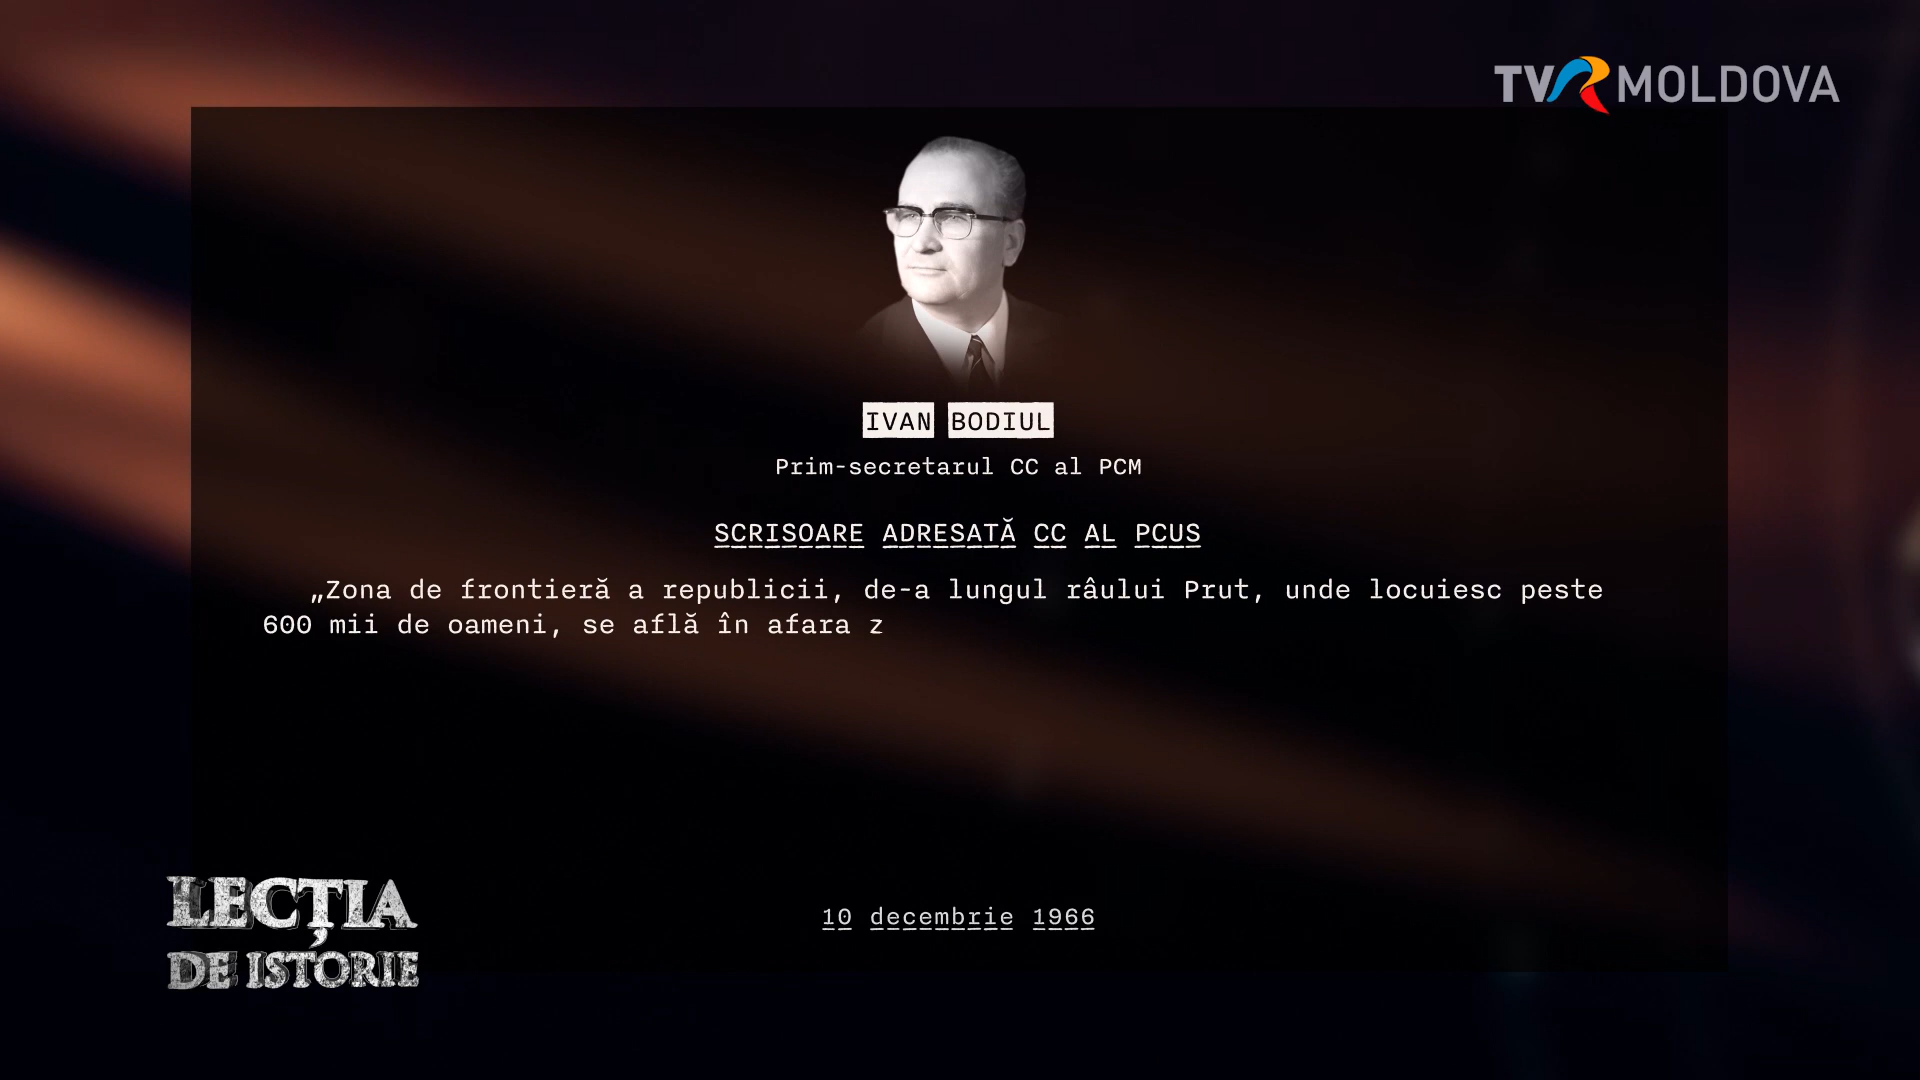 TVR MOLDOVA
IVAN BODIUL
Prim-secretarul CC al PCM
SCRISOARE ADRESATĂ CC AL PCUS
„Zona de frontieră a republicii, de-a lungul râului Prut, unde locuiesc peste
600 mii de oameni, se află în afara z
10 decembrie 1966
LECȚIA
DE ISTORIE